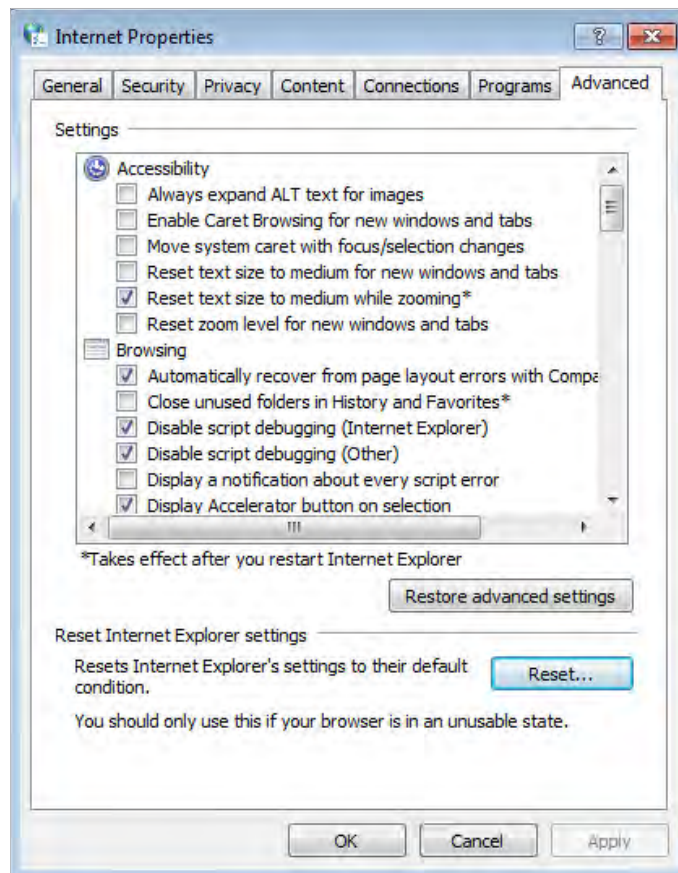 Internet Properties
General Security Privacy Content Connections Programs Advanced
Settings
Accessibility
Always expand ALT text for images
Enable Caret Browsing for new windows and tabs
Move system caret with focus/selection changes
Reset text size to medium for new windows and tabs
Reset text size to medium while zooming*
Reset zoom level for new windows and tabs
Browsing
Automatically recover from page layout errors with Compa
Close unused folders in History and Favorites*
Disable script debugging (Internet Explorer)
Disable script debugging (Other)
Display a notification about every script error
Display Accelerator button on selection
*Takes effect after you restart Internet Explorer
Restore advanced settings
Reset Internet Explorer settings
Resets Internet Explorer's settings to their default
condition.
Reset...
You should only use this if your browser is in an unusable state.
OK Cancel Apply